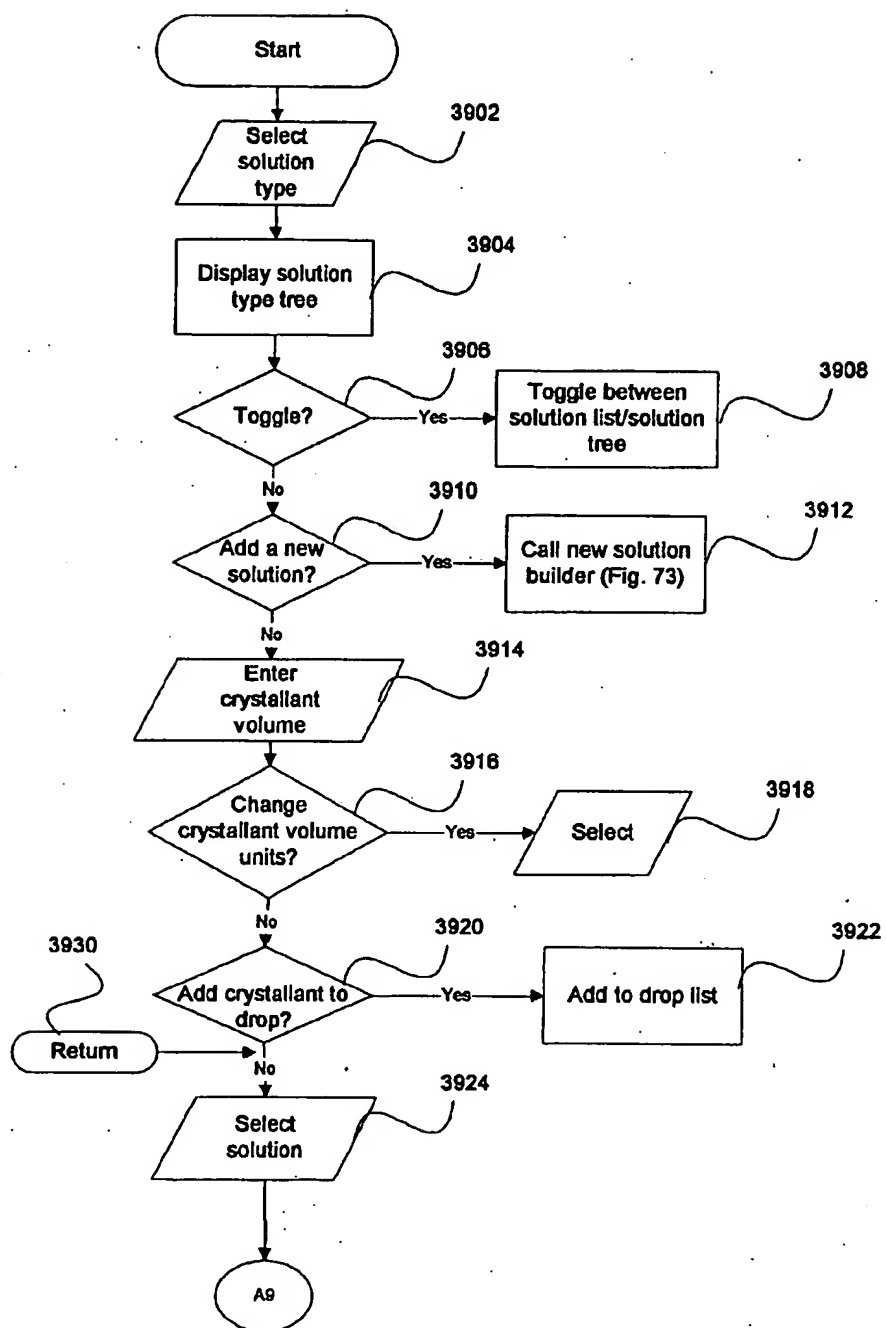 Start
3902
Select
solution
type
3904
Display solution
type tree
3906
Toggle?
Yes
3908
Toggle between
solution list/solution
tree
No
3910
Add a new
solution?
Yes
3912
Call new solution
builder (Fig. 73)
No
3914
Enter
crystallant
volume
3916
Change
crystallant volume
units?
Yes
3918
Select
No
3920
Add crystallant to
drop?
Yes
3922
Add to drop list
3930
Return
No
3924
Select
solution
A9